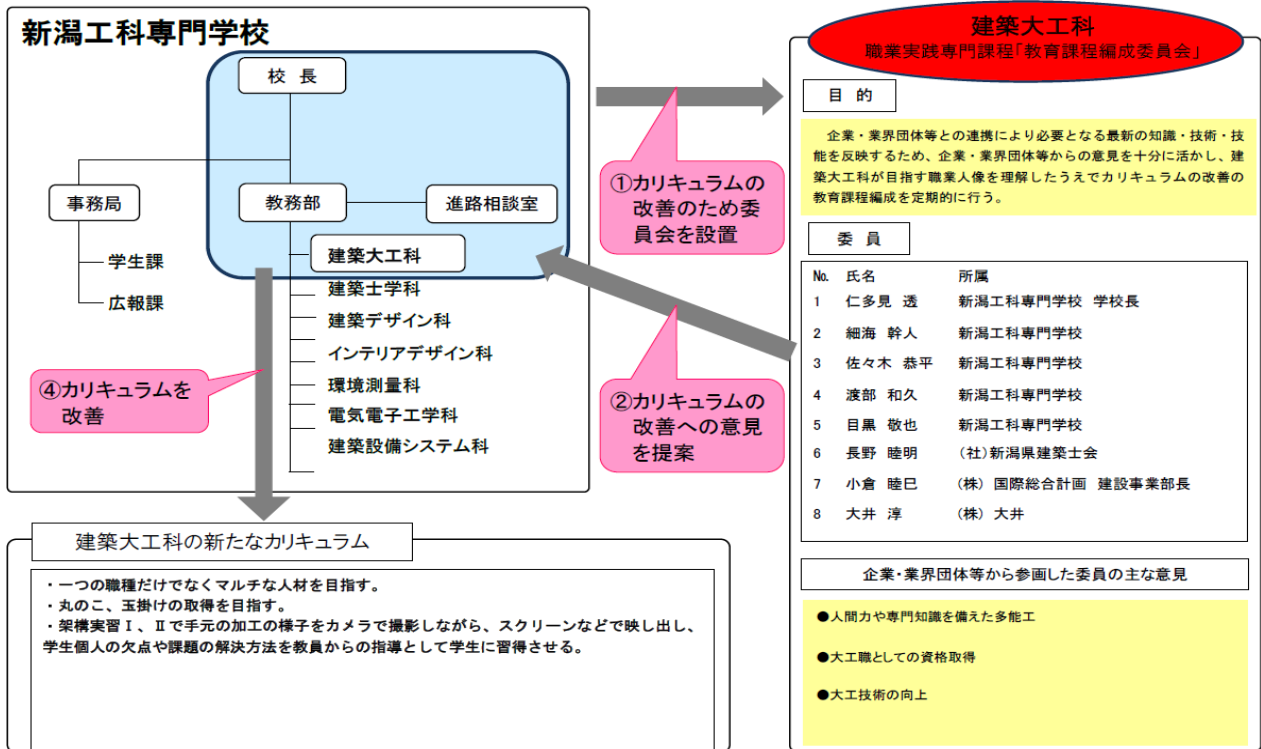 新潟工科専門学校
校 長
事務局
教務部
進路相談室
学生課
広報課
建築大工科
建築士学科
建築デザイン科
インテリアデザイン科
環境測量科
電気電子工学科
建築設備システム科
①カリキュラムの
改善のため委
員会を設置
②カリキュラムの
改善への意見
を提案
④カリキュラムを
改善
建築大工科の新たなカリキュラム
・一つの職種だけでなくマルチな人材を目指す。
・丸のこ、玉掛けの取得を目指す。
・架構実習Ⅰ、Ⅱで手元の加工の様子をカメラで撮影しながら、スクリーンなどで映し出し、
学生個人の欠点や課題の解決方法を教員からの指導として学生に習得させる。
建築大工科
職業実践専門課程「教育課程編成委員会」
目 的
企業・業界団体等との連携により必要となる最新の知識・技術・技
能を反映するため、企業・業界団体等からの意見を十分に活かし、建
築大工科が目指す職業人像を理解したうえでカリキュラムの改善の
教育課程編成を定期的に行う。
委 員
No. 氏名 所属
1 仁多見 透 新潟工科専門学校 学校長
2 細海 幹人 新潟工科専門学校
3 佐々木 恭平 新潟工科専門学校
4 渡部 和久 新潟工科専門学校
5 目黒 敬也 新潟工科専門学校
6 長野 睦明 (社)新潟県建築士会
7 小倉 睦巳 (株) 国際総合計画 建設事業部長
8 大井 淳 (株) 大井
企業・業界団体等から参画した委員の主な意見
●人間力や専門知識を備えた多能工
●大工職としての資格取得
●大工技術の向上